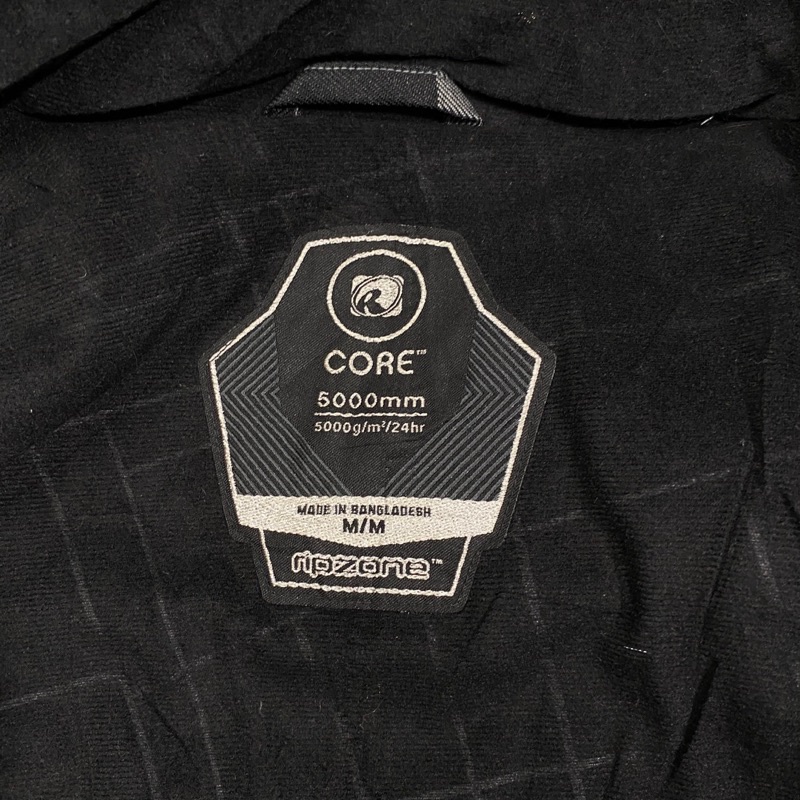 R
CORE™
5000mm
5000g/m²/24hr
MADE IN BANGLADESH
M/M
ripzone™